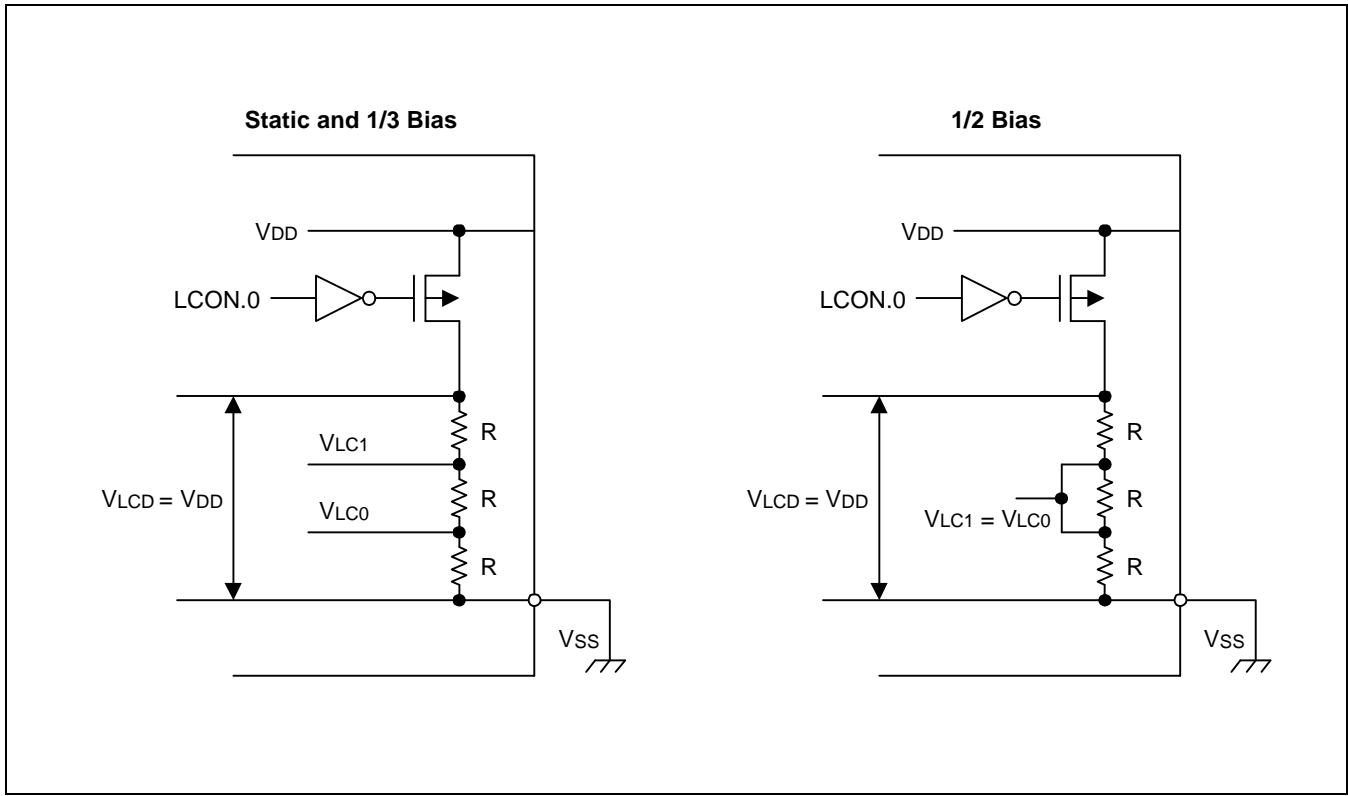 Static and 1/3 Bias
VDD
LCON.0
R
VLC1
VLCD = VDD
R
VLC0
R
VSS
1/2 Bias
VDD
LCON.0
R
VLCD = VDD
R
VLC1 = VLC0
R
VSS